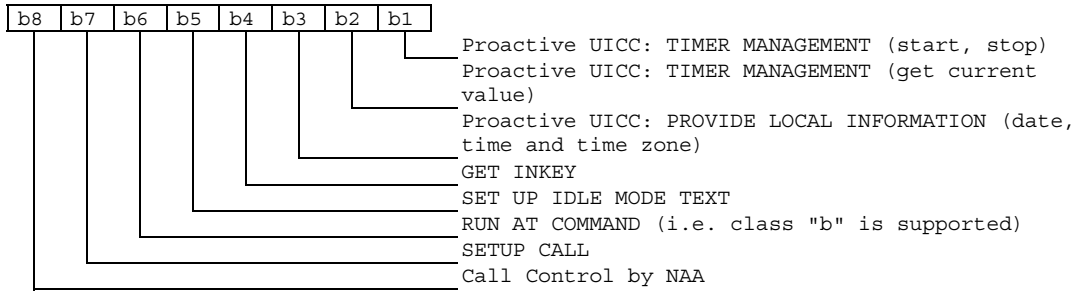 b8 b7 b6 b5 b4 b3 b2 b1
Proactive UICC: TIMER MANAGEMENT (start, stop)
Proactive UICC: TIMER MANAGEMENT (get current
value)
Proactive UICC: PROVIDE LOCAL INFORMATION (date,
time and time zone)
GET INKEY
SET UP IDLE MODE TEXT
RUN AT COMMAND (i.e. class "b" is supported)
SETUP CALL
Call Control by NAA